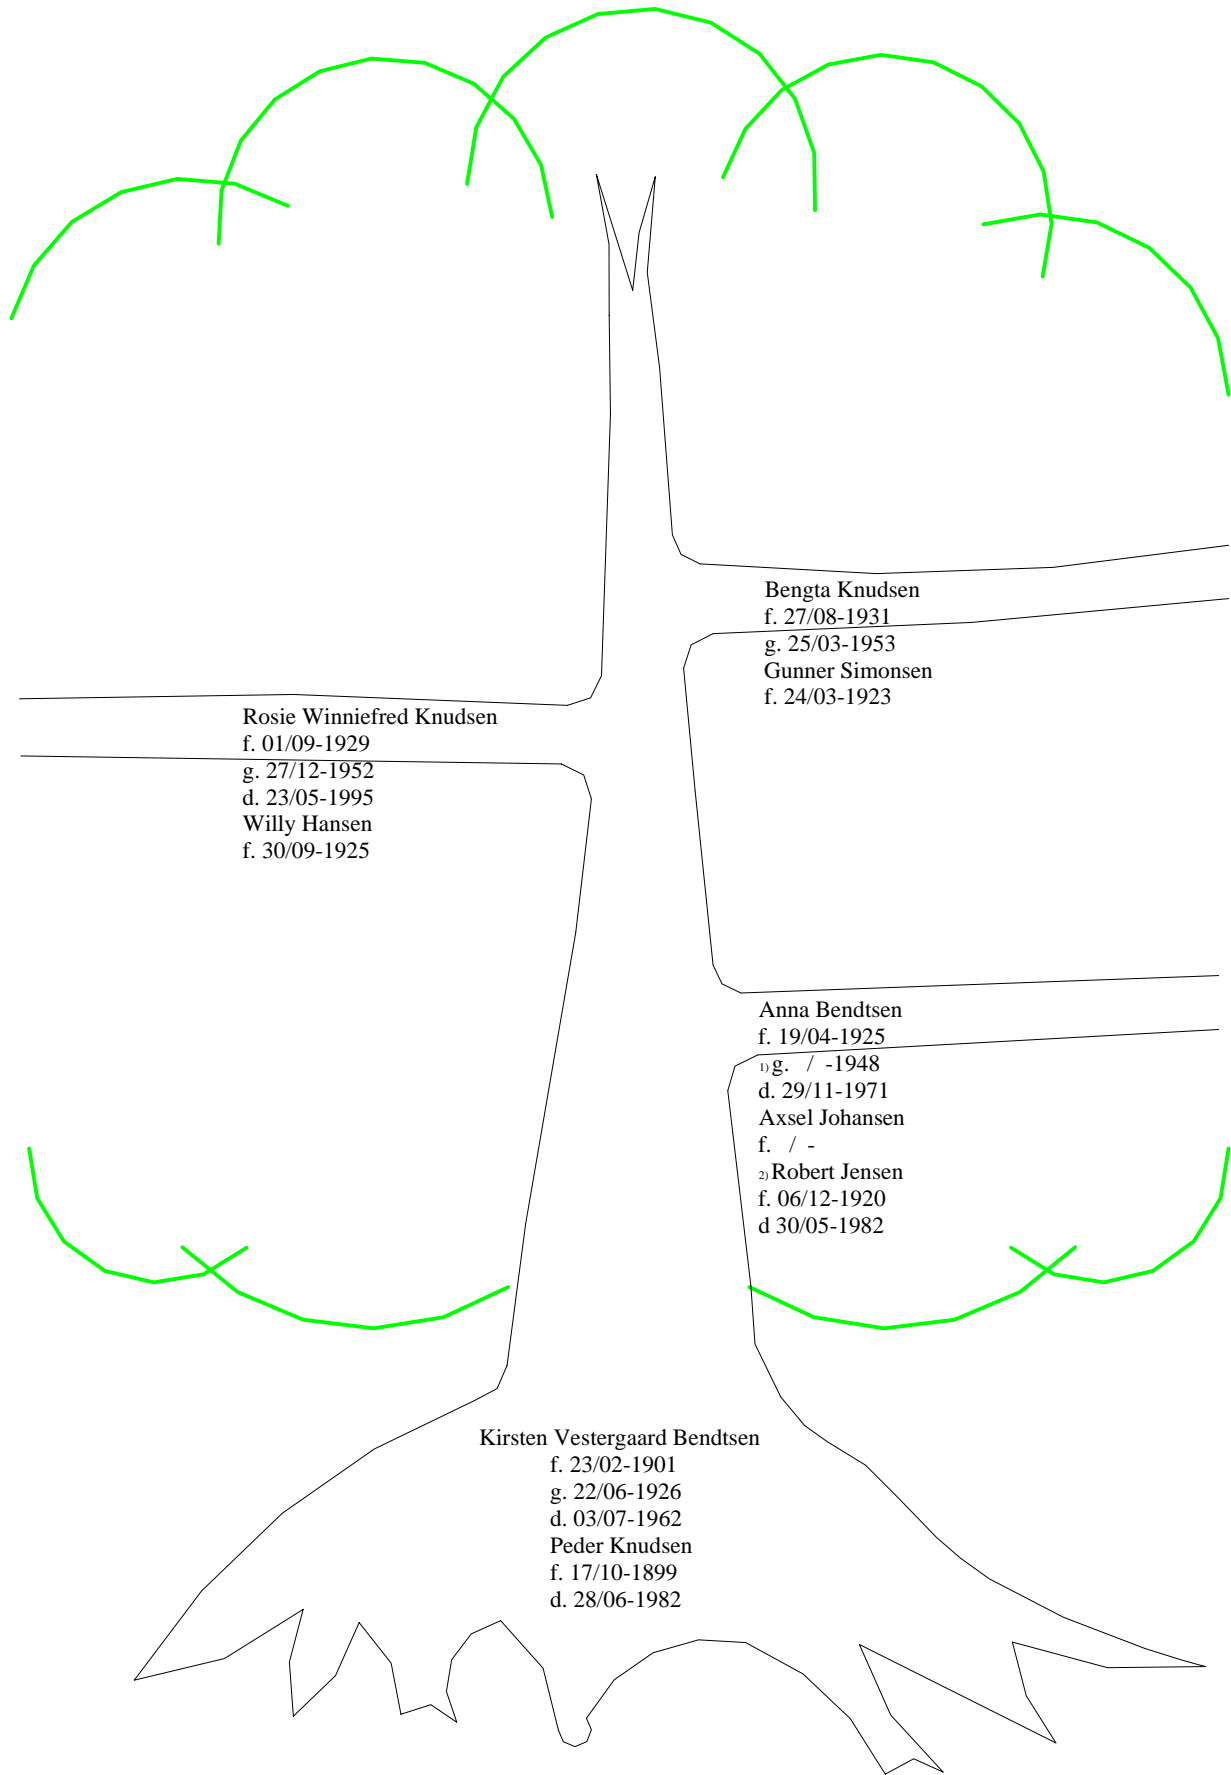 Bengta Knudsen
f. 27/08-1931
g. 25/03-1953
Gunner Simonsen
f. 24/03-1923
Rosie Winniefred Knudsen
f. 01/09-1929
g. 27/12-1952
d. 23/05-1995
Willy Hansen
f. 30/09-1925
Anna Bendtsen
f. 19/04-1925
1) g.   /  -1948
d. 29/11-1971
Axsel Johansen
f.   /  -
2) Robert Jensen
f. 06/12-1920
d 30/05-1982
Kirsten Vestergaard Bendtsen
f. 23/02-1901
g. 22/06-1926
d. 03/07-1962
Peder Knudsen
f. 17/10-1899
d. 28/06-1982